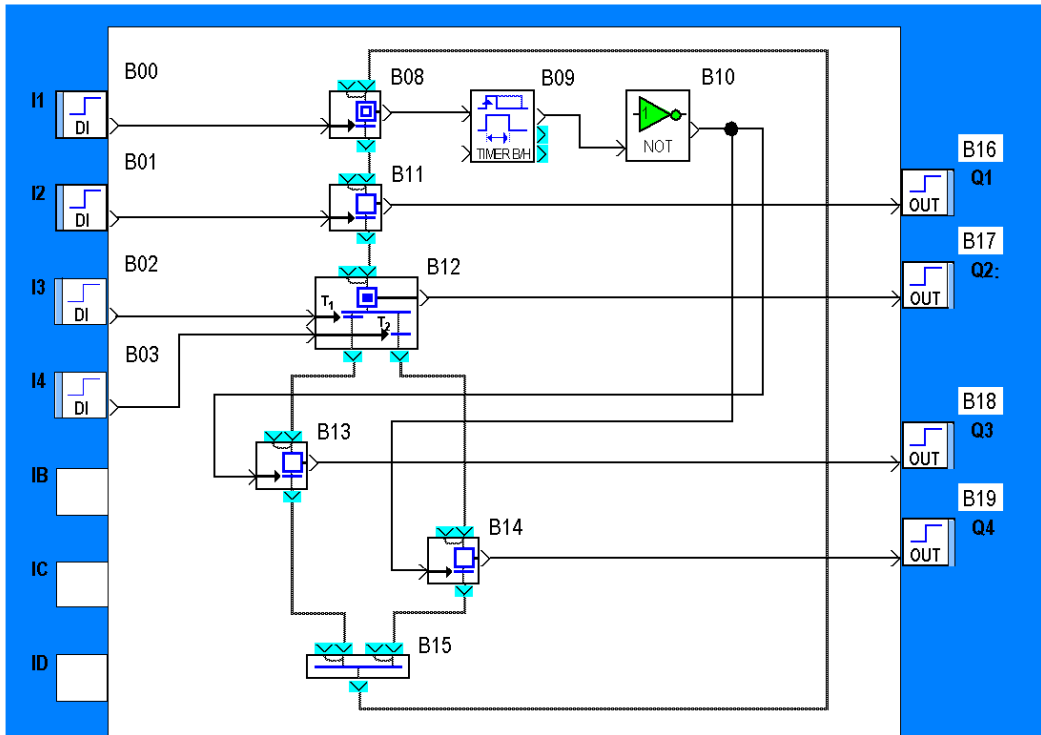 B00
I1
DI
B08
B09
TIMER B/H
B10
1
NOT
B01
I2
DI
B11
B16
Q1
OUT
B02
I3
DI
B12
T1
T2
B17
Q2:
OUT
B03
I4
DI
B13
B18
Q3
OUT
IB
B14
B19
Q4
OUT
IC
B15
ID